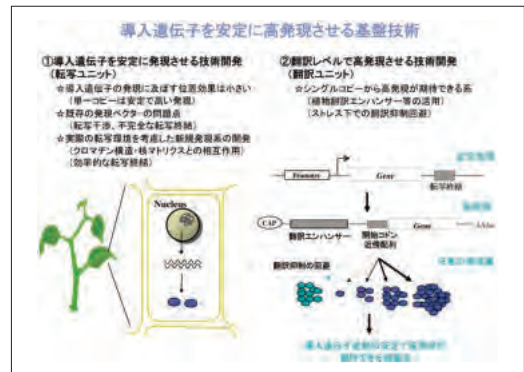 導入遺伝子を安定に高発現させる基盤技術
①導入遺伝子を安定に発現させる技術開発
(転写ユニット)
☆導入遺伝子の発現に及ぼす位置効果は小さい
(単一コピーは安定で高い発現)
☆既存の発現ベクターの問題点
(転写干渉、不完全な転写終結)
☆実際の転写環境を考慮した新規発現系の開発
(クロマチン構造・核マトリクスとの相互作用)
(効率的な転写終結)
Nucleus
②翻訳レベルで高発現させる技術開発
(翻訳ユニット)
☆シングルコピーから高発現が期待できる系
(植物翻訳エンハンサー等の活用)
(ストレス下での翻訳抑制回避)
Promoter
Gene
転写終結
CAP
Gene
翻訳エンハンサー
開始コドン
近傍配列
翻訳抑制の回避